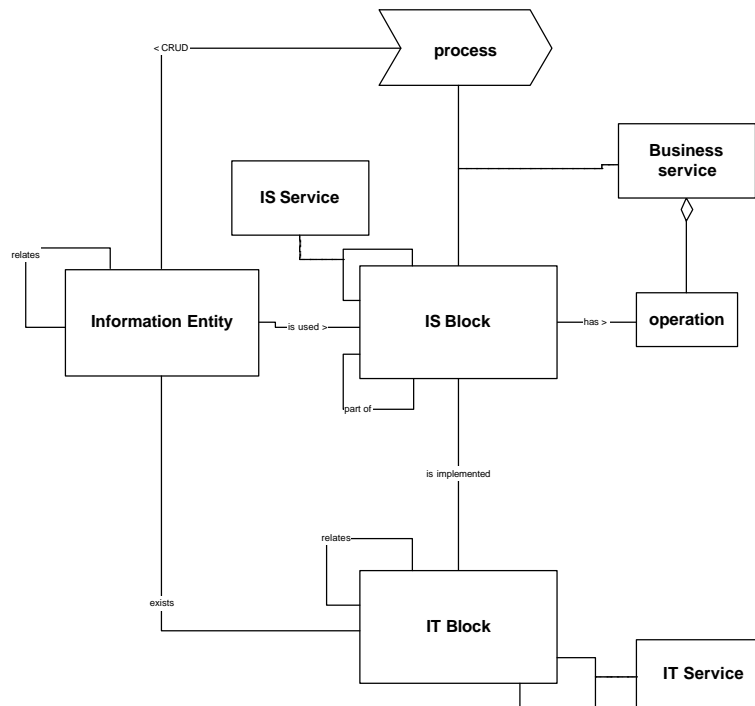 < CRUD
process
Business
service
IS Service
relates
Information Entity
is used >
IS Block
has >
operation
part of
is implemented
relates
exists
IT Block
IT Service